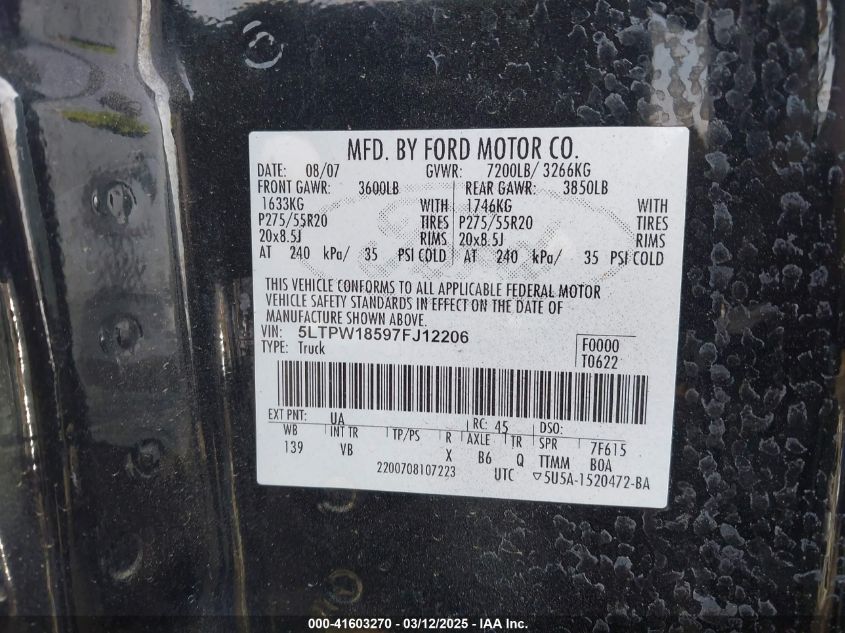 MFD. BY FORD MOTOR CO.
DATE: 08/07 GVWR: 7200LB/ 3266KG
FRONT GAWR: 3600LB REAR GAWR: 3850LB
1633KG WITH 1746KG WITH
P275/55R20 TIRES P275/55R20 TIRES
20x8.5J RIMS 20x8.5J RIMS
AT 240 kPa/ 35 PSI COLD AT 240 kPa/ 35 PSI COLD
THIS VEHICLE CONFORMS TO ALL APPLICABLE FEDERAL MOTOR
VEHICLE SAFETY STANDARDS IN EFFECT ON THE DATE OF
MANUFACTURE SHOWN ABOVE.
VIN: 5LTPW18597FJ12206
TYPE: Truck
F0000
T0622
EXT PNT: UA RC: 45 DSO:
WB INT TR TP/PS R AXLE TR SPR 7F615
139 VB X B6 Q TTMM BOA
2200708107223 UTC ▽5U5A-1520472-BA
000-41603270 - 03/12/2025 - IAA Inc.